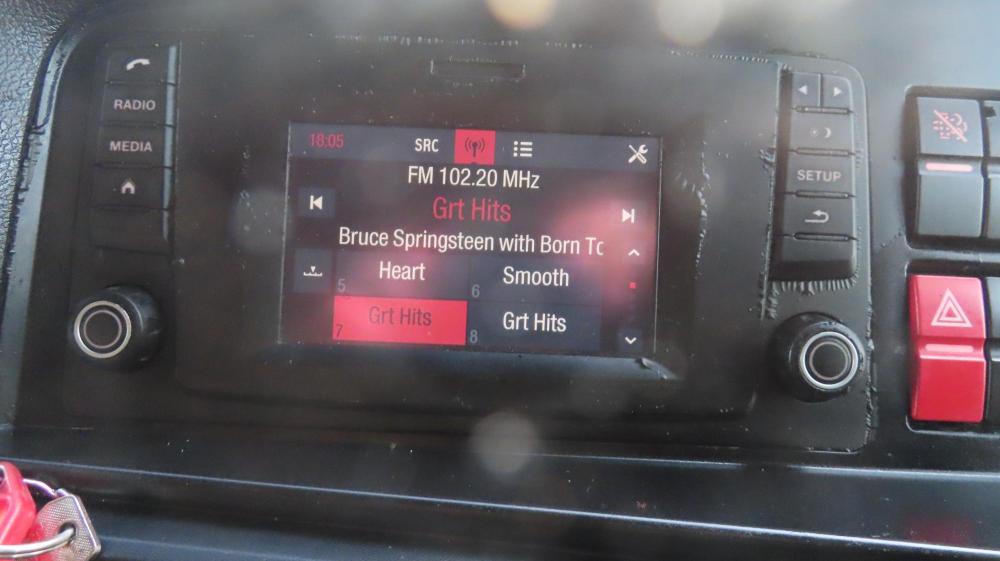 RADIO
MEDIA
18:05 SRC
FM 102.20 MHz
Grt Hits
Bruce Springsteen with Born To
5 Heart 6 Smooth
7 Grt Hits 8 Grt Hits
SETUP